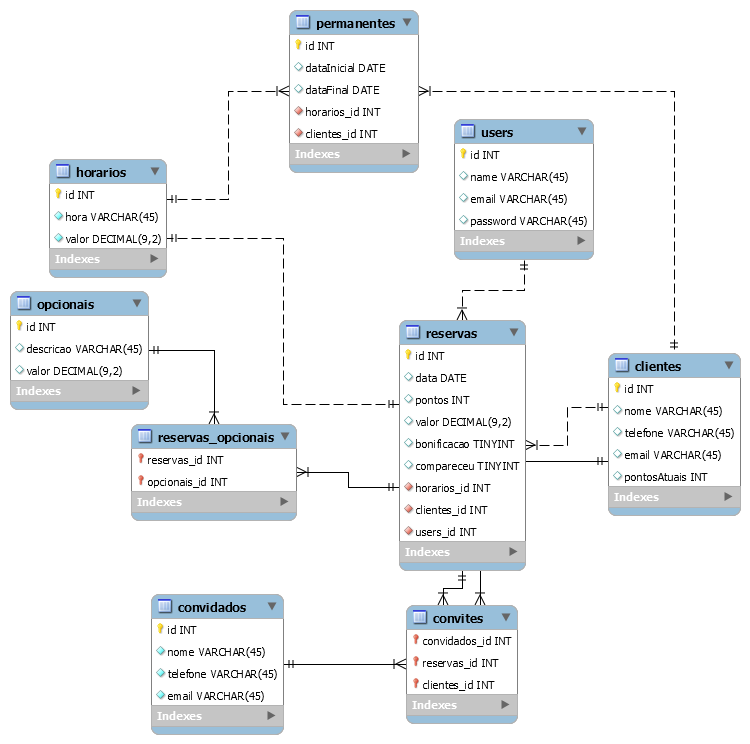 permanentes
id INT
dataInicial DATE
dataFinal DATE
horarios_id INT
clientes_id INT
Indexes
users
id INT
name VARCHAR(45)
email VARCHAR(45)
password VARCHAR(45)
Indexes
horarios
id INT
hora VARCHAR(45)
valor DECIMAL(9,2)
Indexes
opcionais
id INT
descricao VARCHAR(45)
valor DECIMAL(9,2)
Indexes
reservas
id INT
data DATE
pontos INT
valor DECIMAL(9,2)
bonificacao TINYINT
compareceu TINYINT
horarios_id INT
clientes_id INT
users_id INT
Indexes
clientes
id INT
nome VARCHAR(45)
telefone VARCHAR(45)
email VARCHAR(45)
pontosAtuais INT
Indexes
reservas_opcionais
reservas_id INT
opcionais_id INT
Indexes
convidados
id INT
nome VARCHAR(45)
telefone VARCHAR(45)
email VARCHAR(45)
Indexes
convites
convidados_id INT
reservas_id INT
clientes_id INT
Indexes